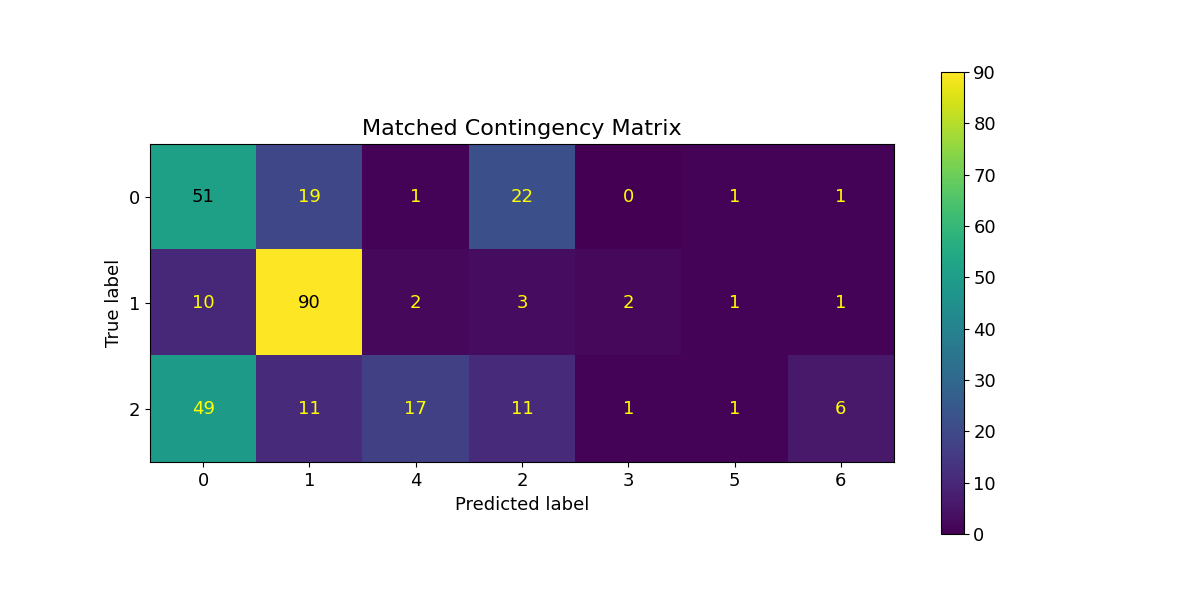 Matched Contingency Matrix
90
80
70
60
50
40
30
20
10
0
True label
0 51 19 1 22 0 1 1
1 10 90 2 3 2 1 1
2 49 11 17 11 1 1 6
0 1 4 2 3 5 6
Predicted label